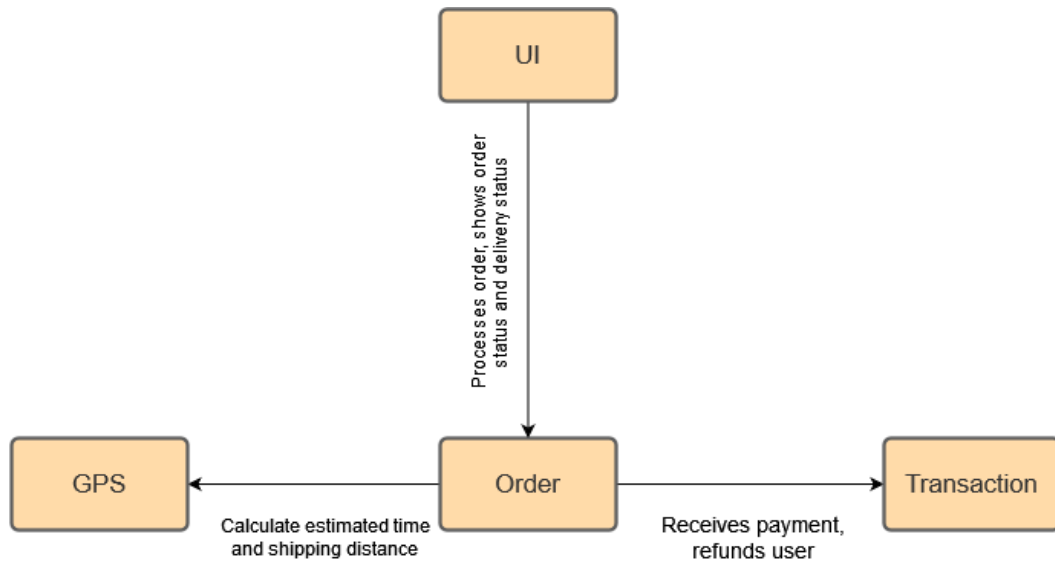 UI
Processes order, shows order
status and delivery status
GPS
Order
Transaction
Calculate estimated time
and shipping distance
Receives payment,
refunds user